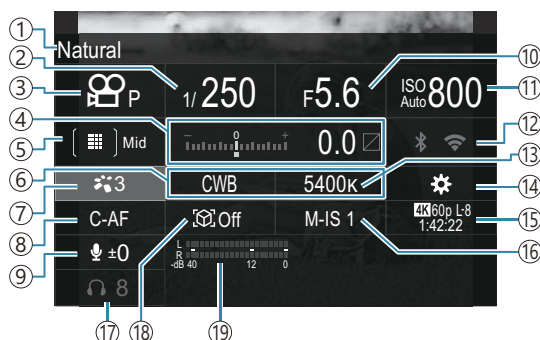 ① Natural
② ⑩
③ P 1/250 F5.6 ISO Auto 800 ⑪
④ − 0 + 0.0 ⑫
⑤ Mid ⑬
⑥ CWB 5400K
⑦ 3 ⑭
⑧ C-AF Off M-IS 1 4K 60p L-8 ⑮
1:42:22
⑨ ±0 L ⑯
R
-dB 40 12 0
8
⑰ ⑱ ⑲